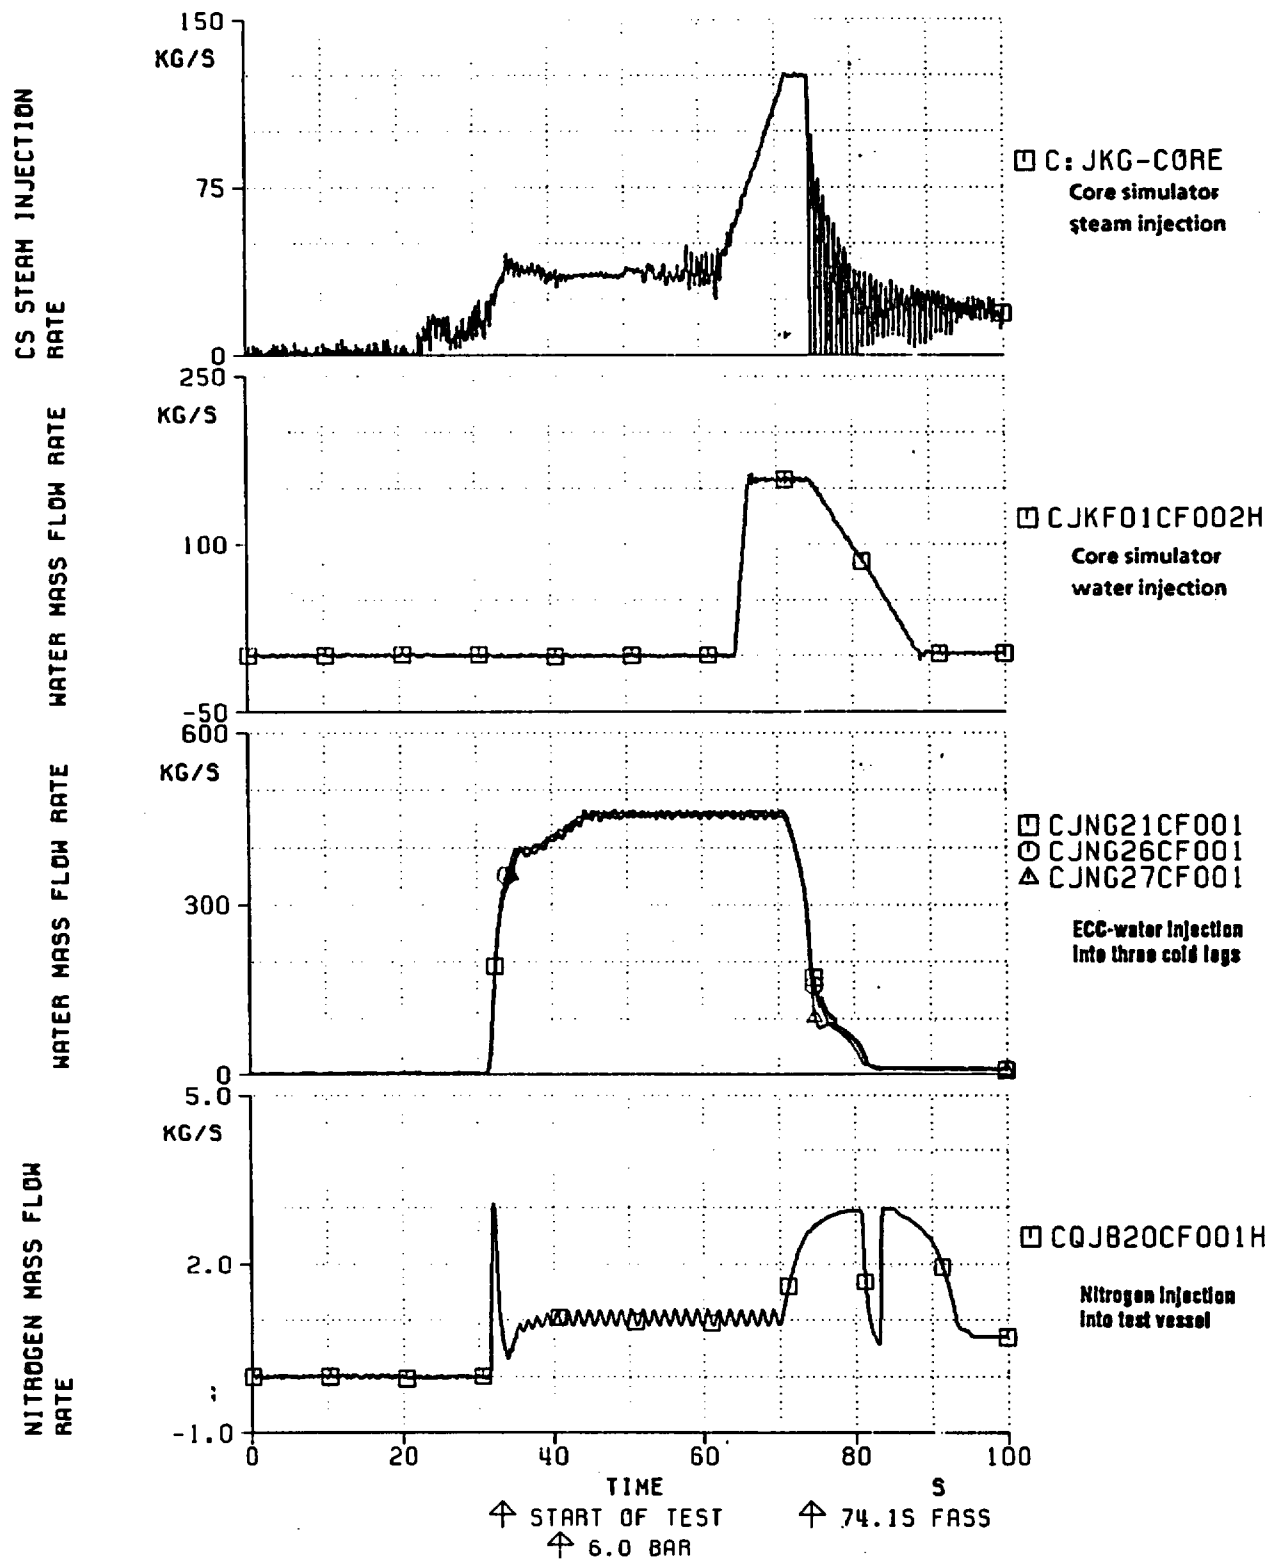 150
KG/S
75
0
CS STEAM INJECTION
RATE
C:JKG-CORE
Core simulator
steam injection
250
KG/S
100
-50
WATER MASS FLOW RATE
CJKF01CF002H
Core simulator
water injection
600
KG/S
300
0
WATER MASS FLOW RATE
CJNG21CF001
CJNG26CF001
CJNG27CF001
ECC-water injection
into three cold legs
5.0
KG/S
2.0
-1.0
NITROGEN MASS FLOW
RATE
CQJB20CF001H
Nitrogen injection
into test vessel
0 20 40 60 80 100
TIME S
START OF TEST 74.1S FASS
6.0 BAR